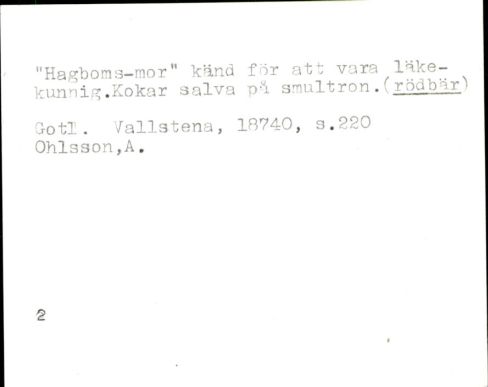 "Hagboms-mor" känd för att vara läke-
kunnig.Kokar salva på smultron.(rödbär)
Gotl. Vallstena, 18740, s.220
Ohlsson,A.
2